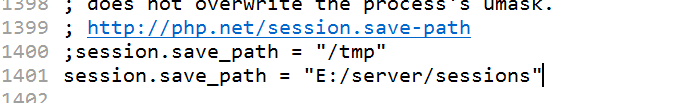 1398 ; does not overwrite the process's umask.
1399 ; http://php.net/session.save-path
1400 ;session.save_path = "/tmp"
1401 session.save_path = "E:/server/sessions"
1402